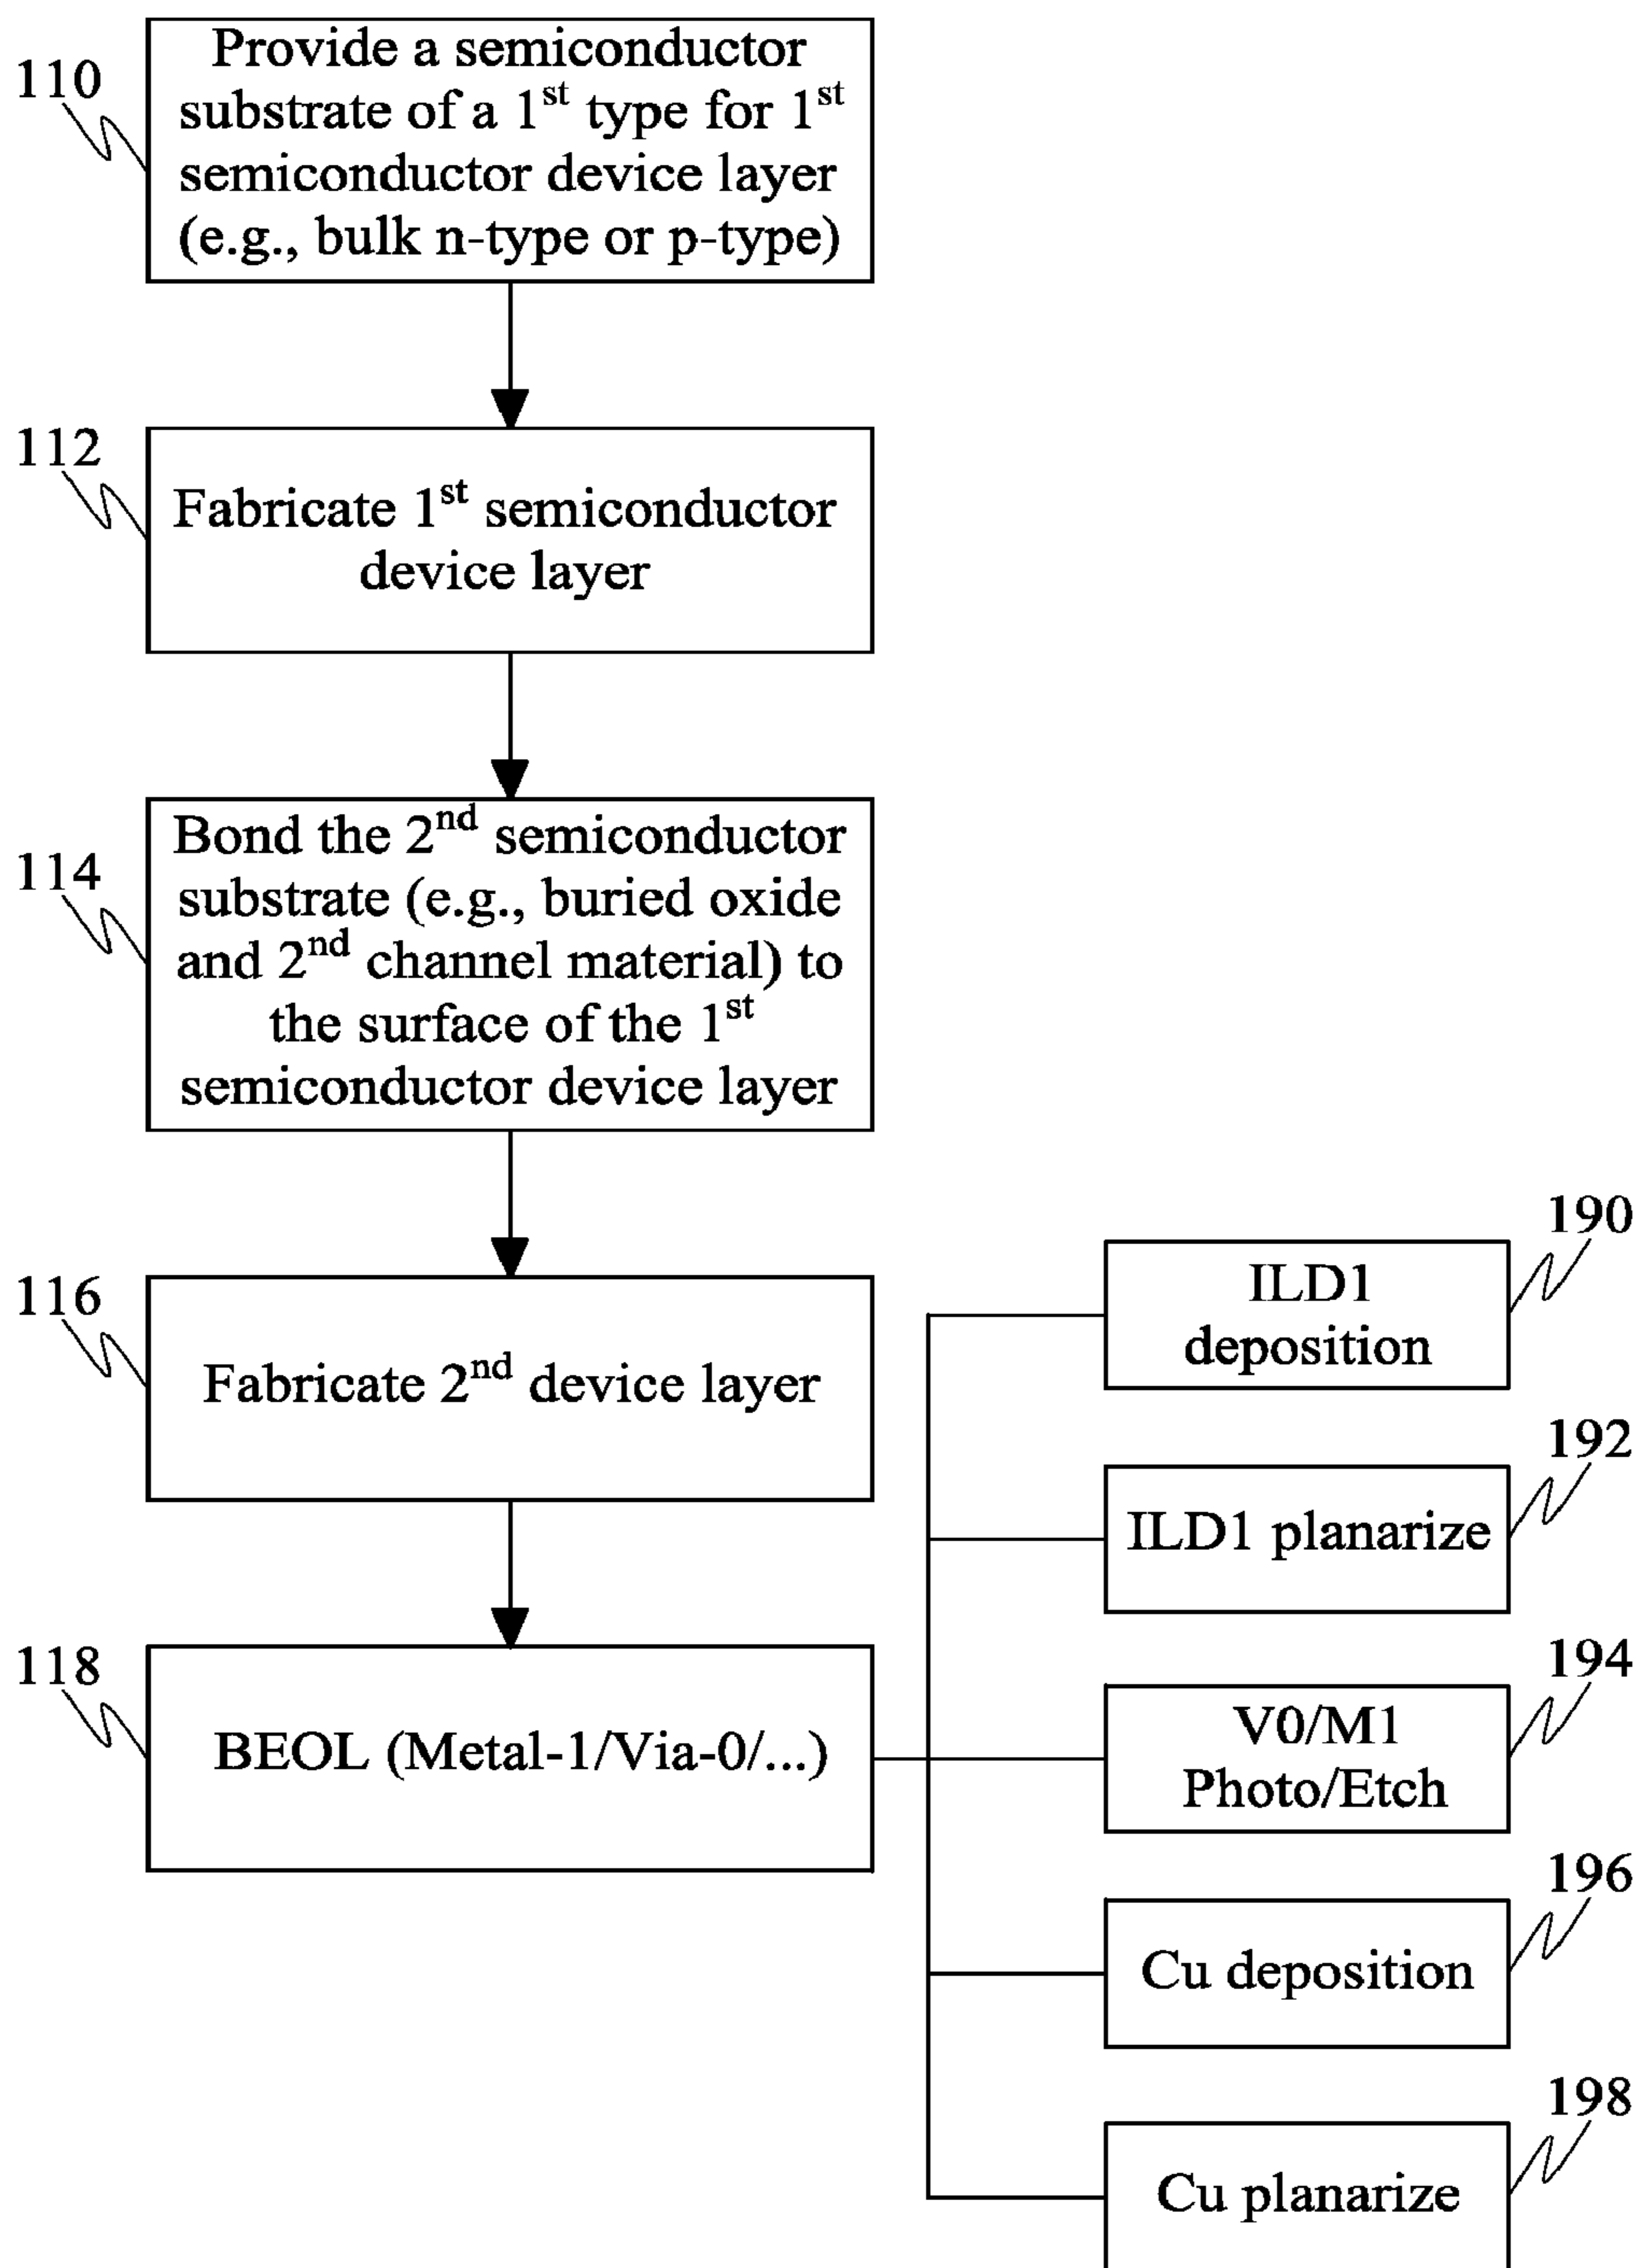 110
Provide a semiconductor
substrate of a 1st type for 1st
semiconductor device layer
(e.g., bulk n-type or p-type)
112
Fabricate 1st semiconductor
device layer
114
Bond the 2nd semiconductor
substrate (e.g., buried oxide
and 2nd channel material) to
the surface of the 1st
semiconductor device layer
116
Fabricate 2nd device layer
118
BEOL (Metal-1/Via-0/...)
190
ILD1
deposition
192
ILD1 planarize
194
V0/M1
Photo/Etch
196
Cu deposition
198
Cu planarize